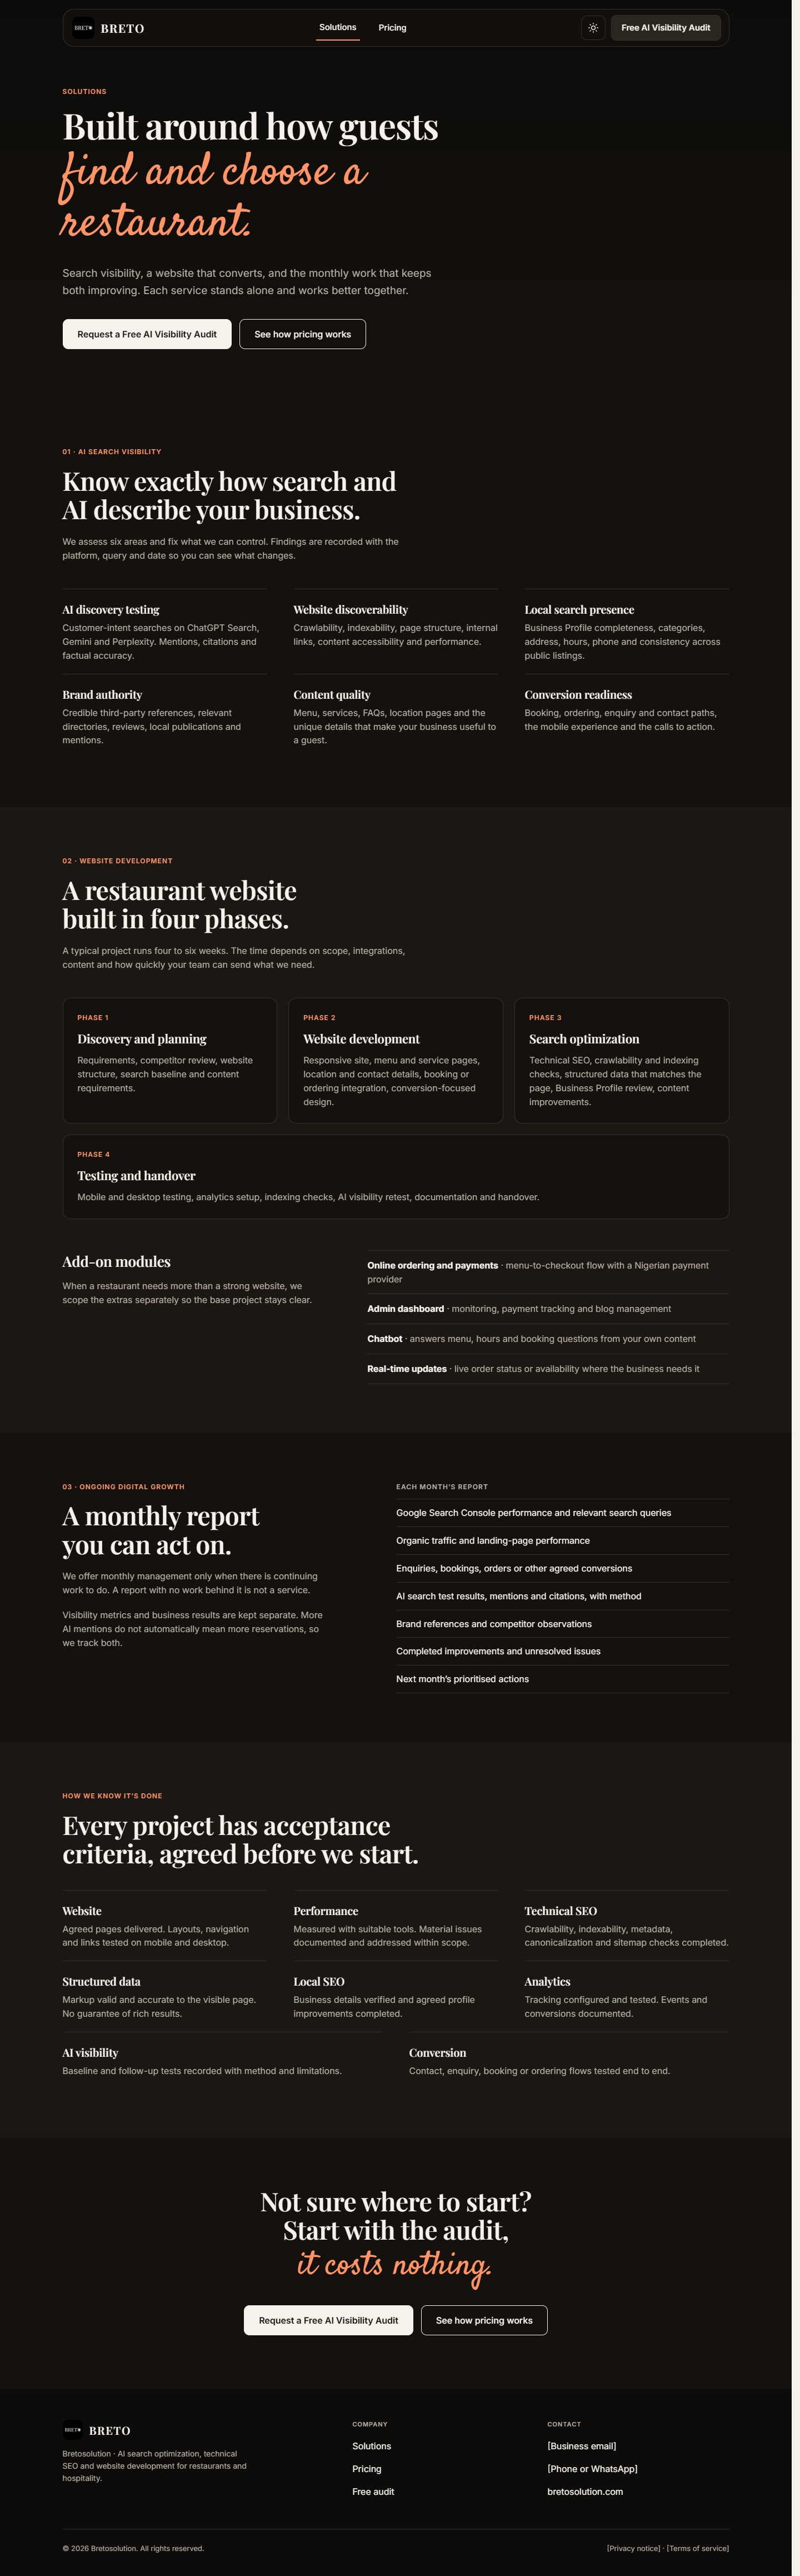 BRETO
BRETO
Solutions
Pricing
Free AI Visibility Audit
SOLUTIONS
Built around how guests
find and choose a
restaurant.
Search visibility, a website that converts, and the monthly work that keeps
both improving. Each service stands alone and works better together.
Request a Free AI Visibility Audit
See how pricing works
01 · AI SEARCH VISIBILITY
Know exactly how search and
AI describe your business.
We assess six areas and fix what we can control. Findings are recorded with the
platform, query and date so you can see what changes.
AI discovery testing
Customer-intent searches on ChatGPT Search,
Gemini and Perplexity. Mentions, citations and
factual accuracy.
Website discoverability
Crawlability, indexability, page structure, internal
links, content accessibility and performance.
Local search presence
Business Profile completeness, categories,
address, hours, phone and consistency across
public listings.
Brand authority
Credible third-party references, relevant
directories, reviews, local publications and
mentions.
Content quality
Menu, services, FAQs, location pages and the
unique details that make your business useful to
a guest.
Conversion readiness
Booking, ordering, enquiry and contact paths,
the mobile experience and the calls to action.
02 · WEBSITE DEVELOPMENT
A restaurant website
built in four phases.
A typical project runs four to six weeks. The time depends on scope, integrations,
content and how quickly your team can send what we need.
PHASE 1
Discovery and planning
Requirements, competitor review, website
structure, search baseline and content
requirements.
PHASE 2
Website development
Responsive site, menu and service pages,
location and contact details, booking or
ordering integration, conversion-focused
design.
PHASE 3
Search optimization
Technical SEO, crawlability and indexing
checks, structured data that matches the
page, Business Profile review, content
improvements.
PHASE 4
Testing and handover
Mobile and desktop testing, analytics setup, indexing checks, AI visibility retest, documentation and handover.
Add-on modules
When a restaurant needs more than a strong website, we
scope the extras separately so the base project stays clear.
Online ordering and payments · menu-to-checkout flow with a Nigerian payment
provider
Admin dashboard · monitoring, payment tracking and blog management
Chatbot · answers menu, hours and booking questions from your own content
Real-time updates · live order status or availability where the business needs it
03 · ONGOING DIGITAL GROWTH
A monthly report
you can act on.
We offer monthly management only when there is continuing
work to do. A report with no work behind it is not a service.
Visibility metrics and business results are kept separate. More
AI mentions do not automatically mean more reservations, so
we track both.
EACH MONTH'S REPORT
Google Search Console performance and relevant search queries
Organic traffic and landing-page performance
Enquiries, bookings, orders or other agreed conversions
AI search test results, mentions and citations, with method
Brand references and competitor observations
Completed improvements and unresolved issues
Next month's prioritised actions
HOW WE KNOW IT'S DONE
Every project has acceptance
criteria, agreed before we start.
Website
Agreed pages delivered. Layouts, navigation
and links tested on mobile and desktop.
Performance
Measured with suitable tools. Material issues
documented and addressed within scope.
Technical SEO
Crawlability, indexability, metadata,
canonicalization and sitemap checks completed.
Structured data
Markup valid and accurate to the visible page.
No guarantee of rich results.
Local SEO
Business details verified and agreed profile
improvements completed.
Analytics
Tracking configured and tested. Events and
conversions documented.
AI visibility
Baseline and follow-up tests recorded with method and limitations.
Conversion
Contact, enquiry, booking or ordering flows tested end to end.
Not sure where to start?
Start with the audit,
it costs nothing.
Request a Free AI Visibility Audit
See how pricing works
BRETO
BRETO
Bretosolution · AI search optimization, technical
SEO and website development for restaurants and
hospitality.
COMPANY
Solutions
Pricing
Free audit
CONTACT
[Business email]
[Phone or WhatsApp]
bretosolution.com
© 2026 Bretosolution. All rights reserved.
[Privacy notice] · [Terms of service]